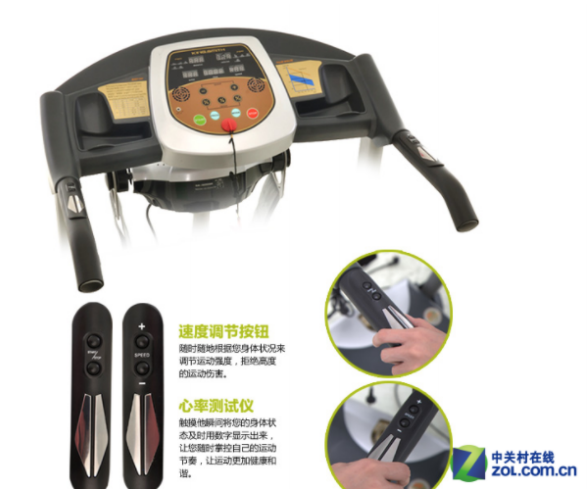 速度调节按钮
随时随地根据您身体状况来
调节运动强度，拒绝高度
的运动伤害。
+
SPEED
−
心率测试仪
触摸他瞬间将您的身体状
态及时用数字显示出来，
让您随时掌控自己的运动
节奏，让运动更加健康和
谐。
Z
中关村在线
ZOL.COM.CN